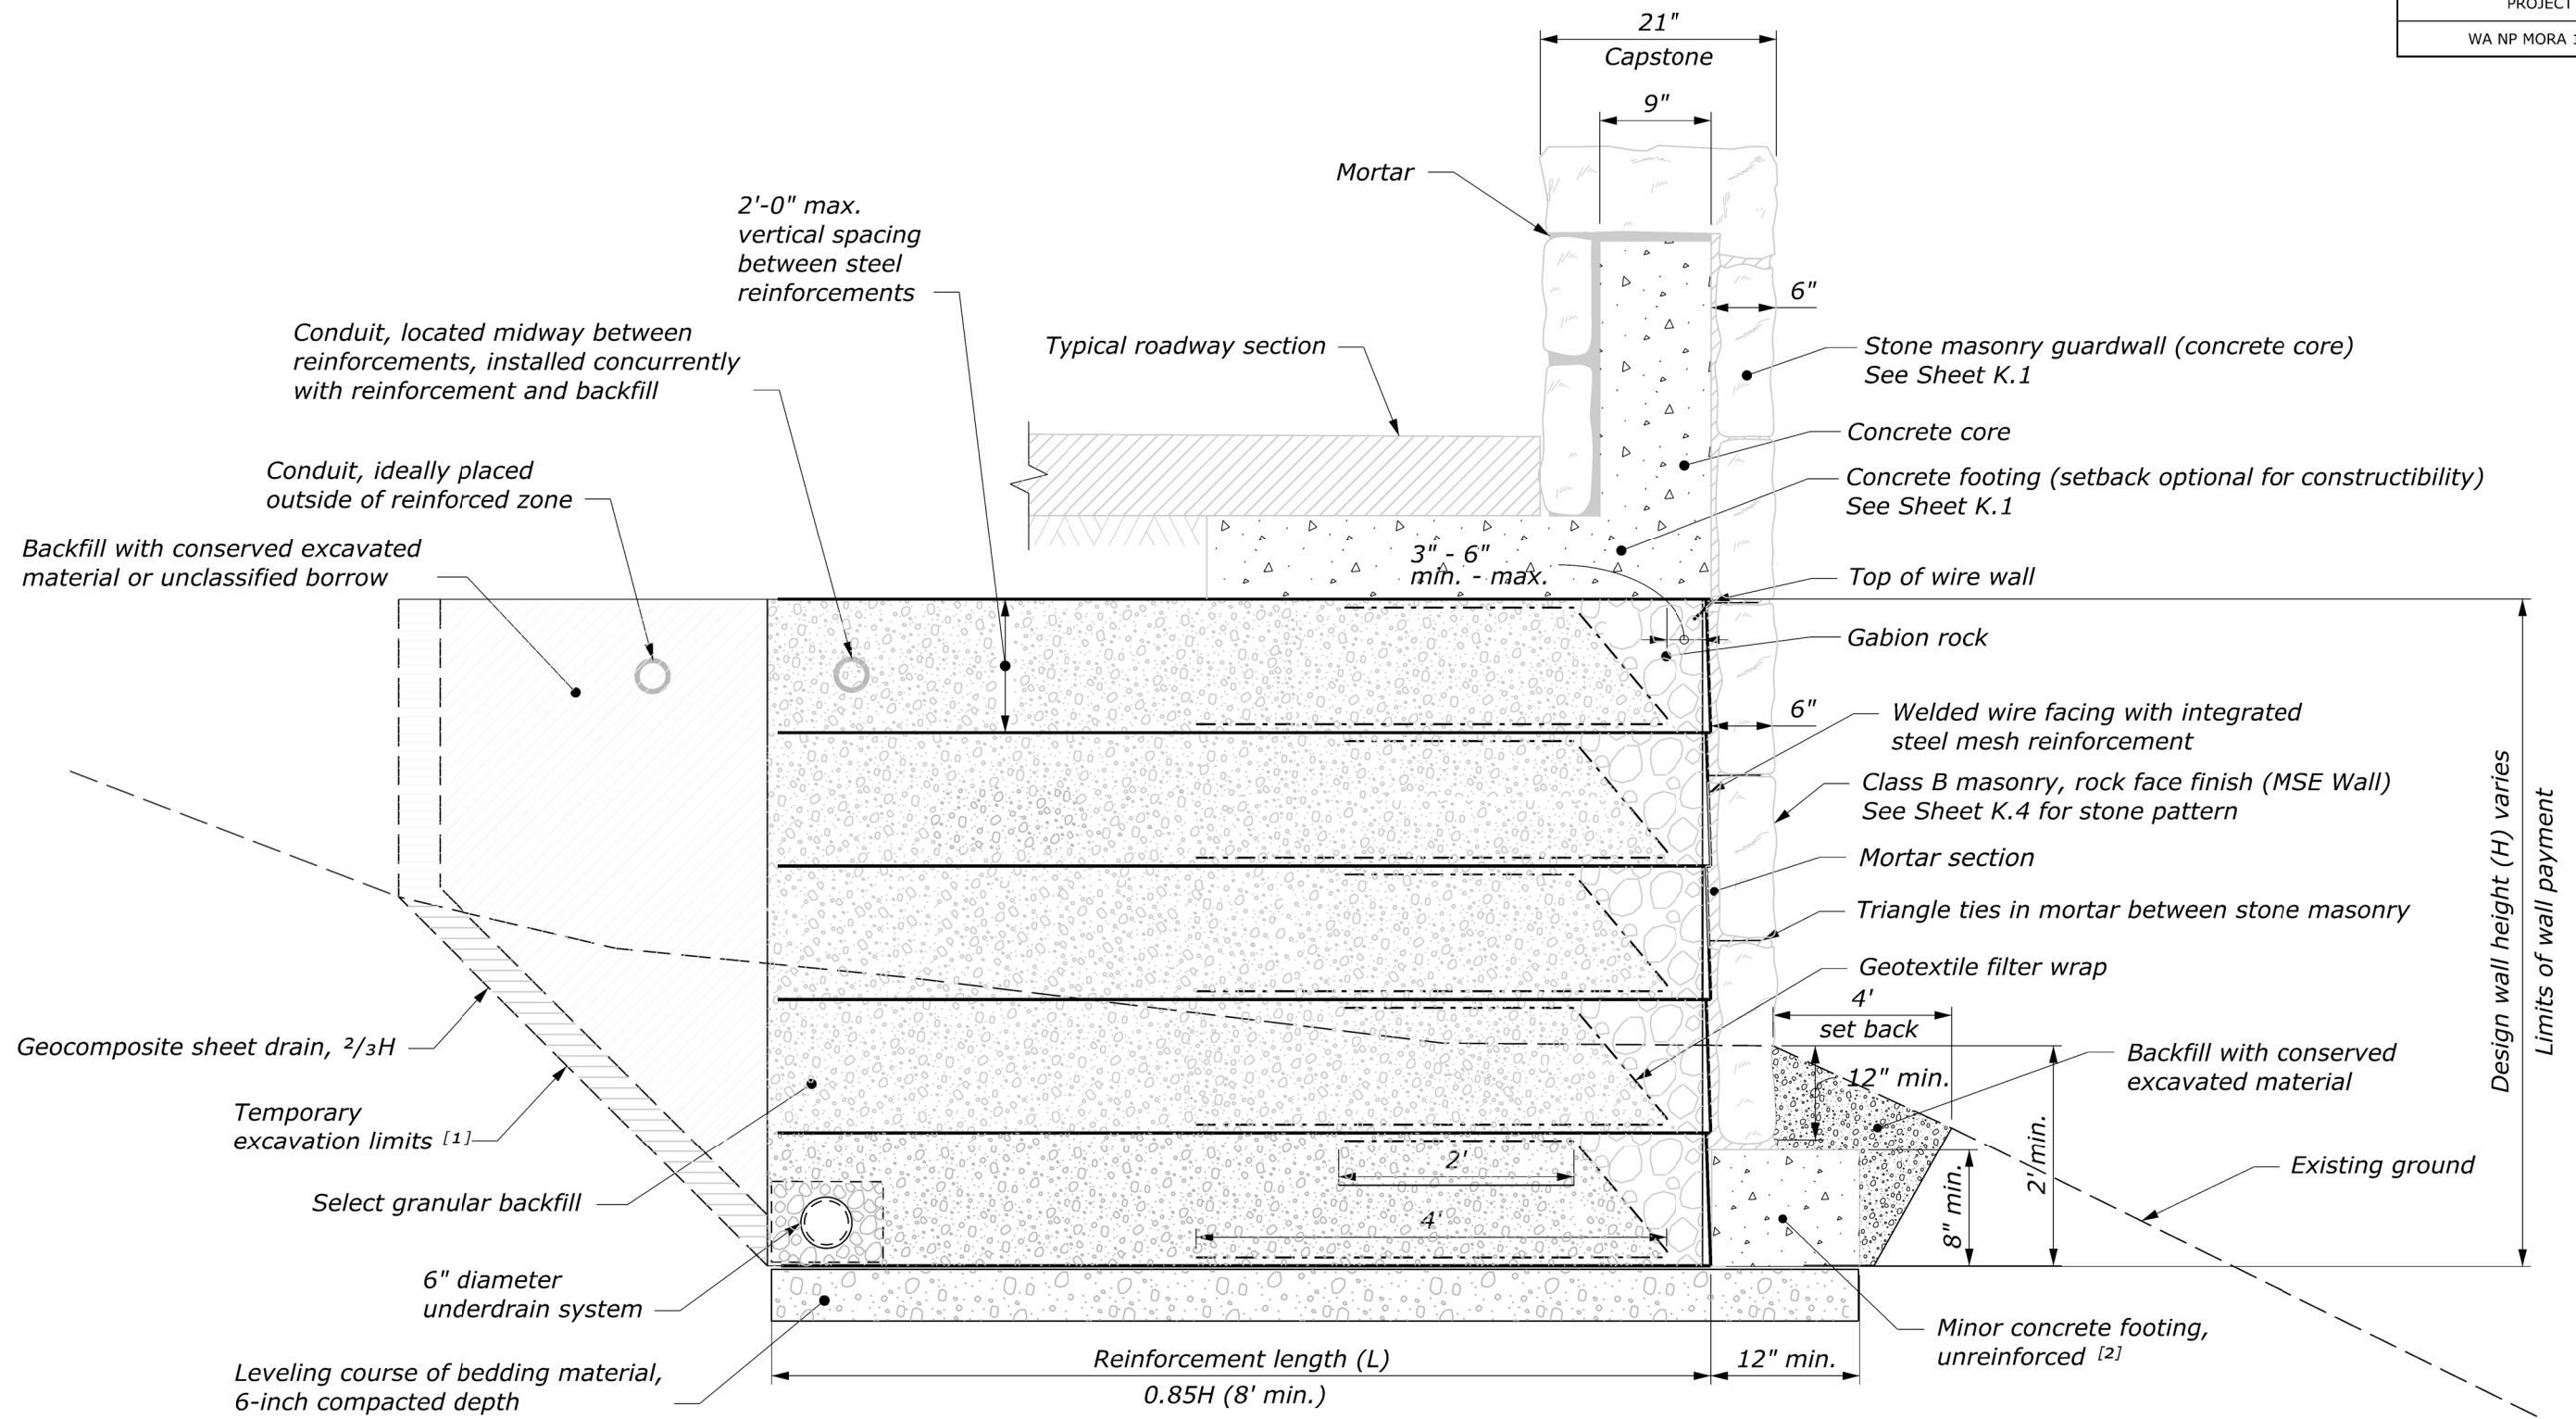 PROJECT
WA NP MORA
21"
Capstone
9"
Mortar
2'-0" max.
vertical spacing
between steel
reinforcements
6"
Conduit, located midway between
reinforcements, installed concurrently
with reinforcement and backfill
Typical roadway section
Stone masonry guardwall (concrete core)
See Sheet K.1
Concrete core
Conduit, ideally placed
outside of reinforced zone
Concrete footing (setback optional for constructibility)
See Sheet K.1
Backfill with conserved excavated
material or unclassified borrow
3" - 6"
min. - max.
Top of wire wall
Gabion rock
6"
Welded wire facing with integrated
steel mesh reinforcement
Class B masonry, rock face finish (MSE Wall)
See Sheet K.4 for stone pattern
Mortar section
Triangle ties in mortar between stone masonry
Geotextile filter wrap
4'
set back
Design wall height (H) varies
Limits of wall payment
Geocomposite sheet drain, ²/₃H
Backfill with conserved
excavated material
12" min.
Temporary
excavation limits [1]
2'
2' min.
Existing ground
Select granular backfill
8" min.
4'
6" diameter
underdrain system
Minor concrete footing,
unreinforced [2]
Reinforcement length (L)
12" min.
0.85H (8' min.)
Leveling course of bedding material,
6-inch compacted depth